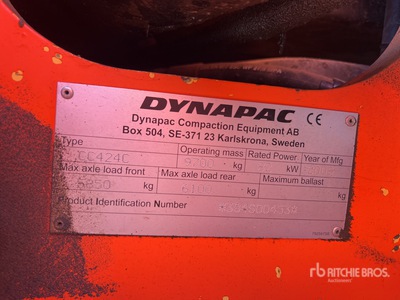 DYNAPAC CE
Dynapac Compaction Equipment AB
Box 504, SE-371 23 Karlskrona, Sweden
Type Operating mass Rated Power Year of Mfg
CC424C kg kW
Max axle load front Max axle load rear Maximum ballast
kg kg kg
Product Identification Number
rb RITCHIE BROS.
Auctioneers